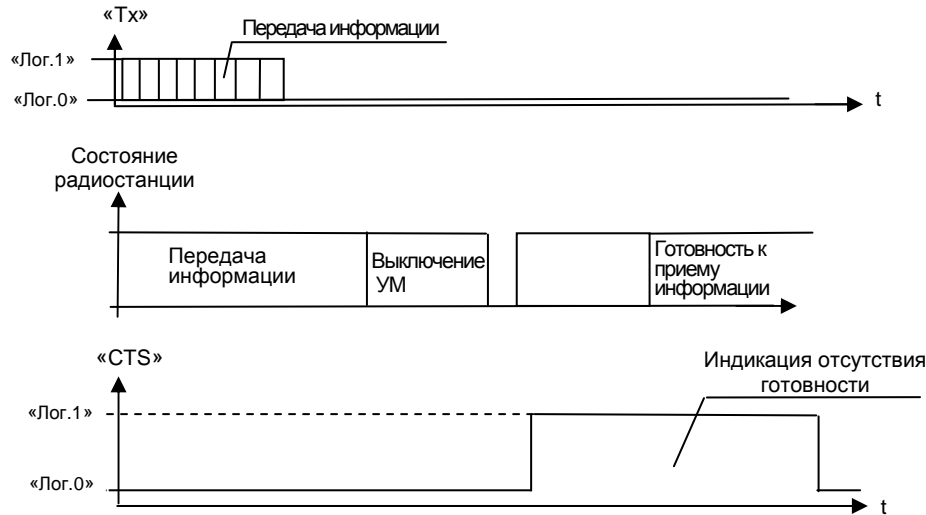 «Tx»
Передача информации
«Лог.1»
«Лог.0»
t
Состояние
радиостанции
Передача
информации
Выключение
УМ
Готовность к
приему
информации
«CTS»
Индикация отсутствия
готовности
«Лог.1»
«Лог.0»
t